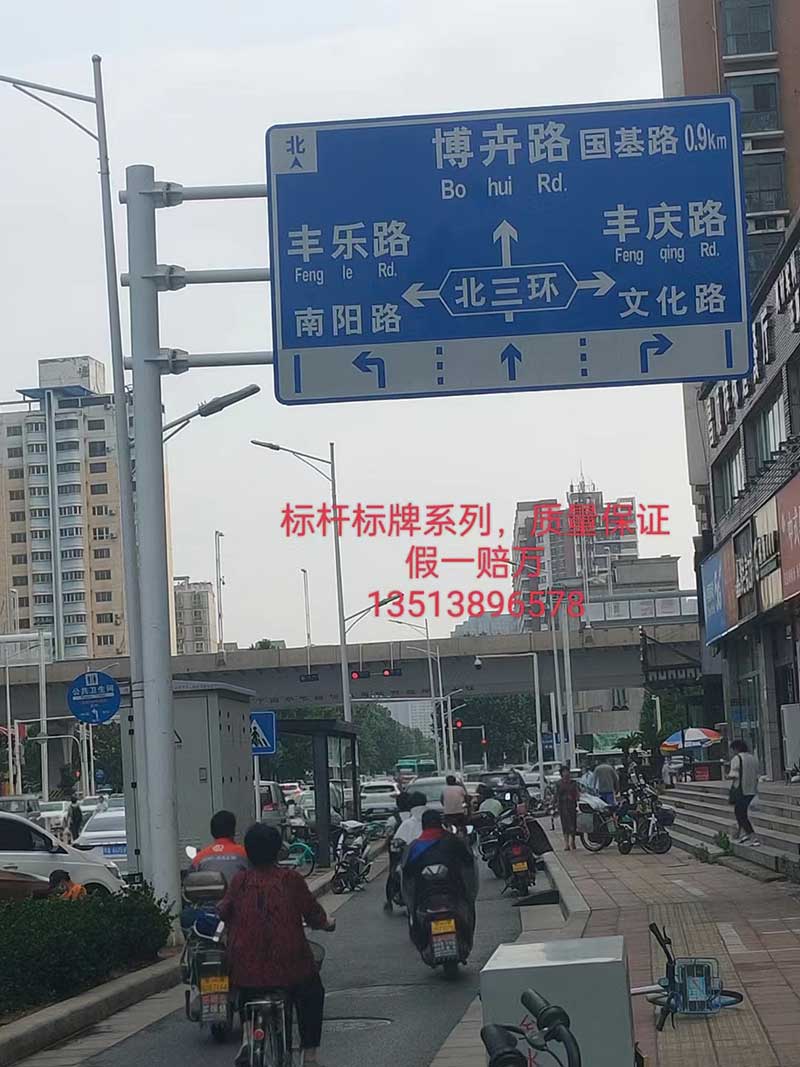 北
博卉路 国基路 0.9km
Bo hui Rd.
丰乐路
Feng le Rd.
丰庆路
Feng qing Rd.
北三环
南阳路
文化路
标杆标牌系列，质量保证
假一赔万
13513896578
公共卫生间